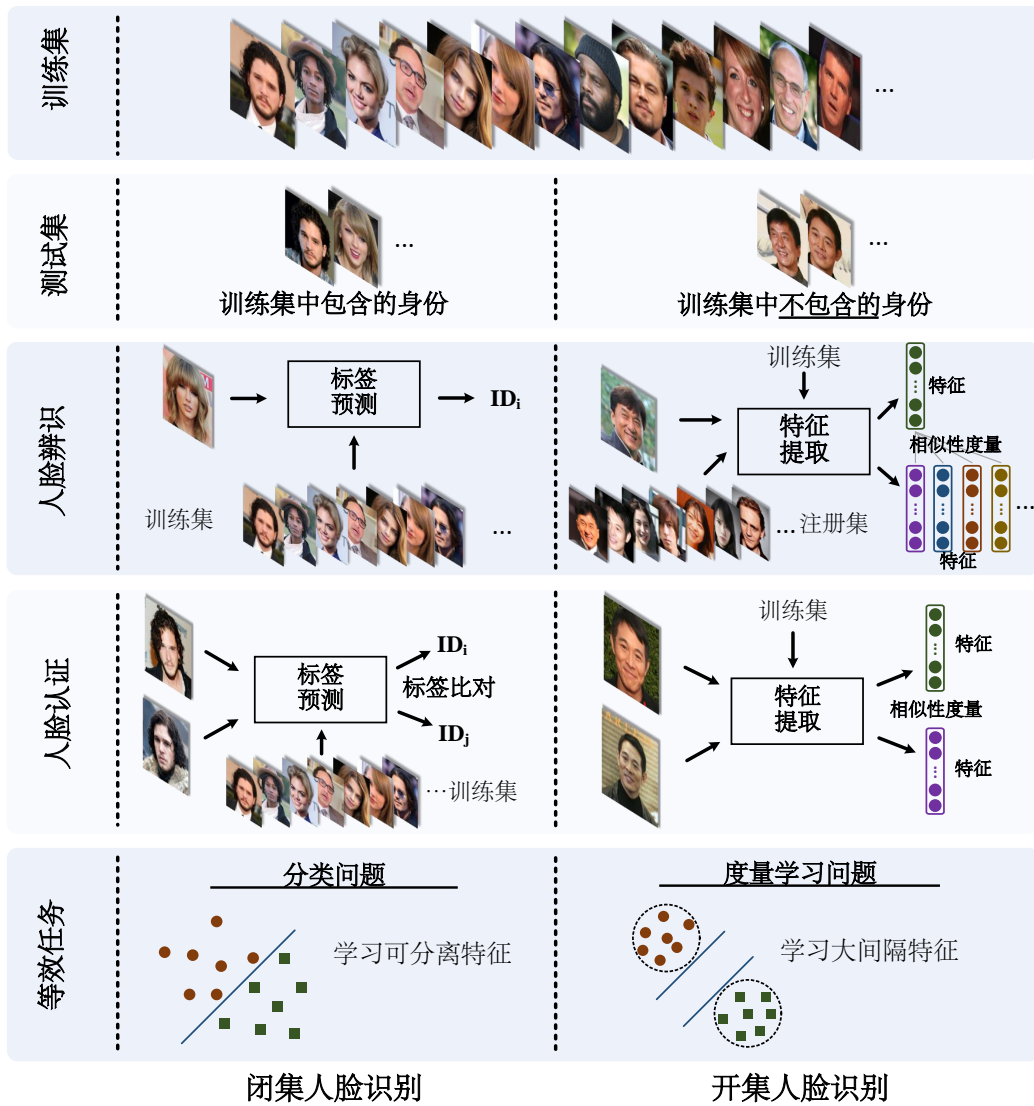 训练集
...
测试集
...
训练集中包含的身份
...
训练集中不包含的身份
人脸辨识
标签
预测
ID_i
训练集
...
训练集
特征
提取
特征
相似性度量
... 注册集
...
特征
人脸认证
标签
预测
ID_i
标签比对
ID_j
...训练集
训练集
特征
提取
特征
相似性度量
特征
等效任务
分类问题
学习可分离特征
度量学习问题
学习大间隔特征
闭集人脸识别
开集人脸识别